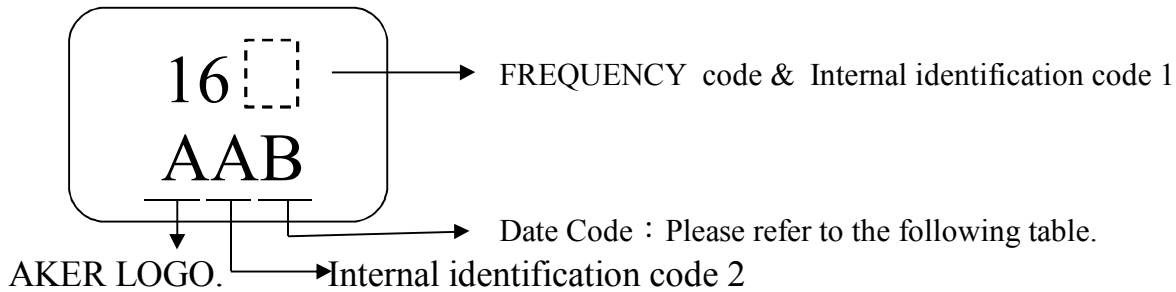 16
FREQUENCY code & Internal identification code 1
AAB
Date Code：Please refer to the following table.
AKER LOGO.
Internal identification code 2